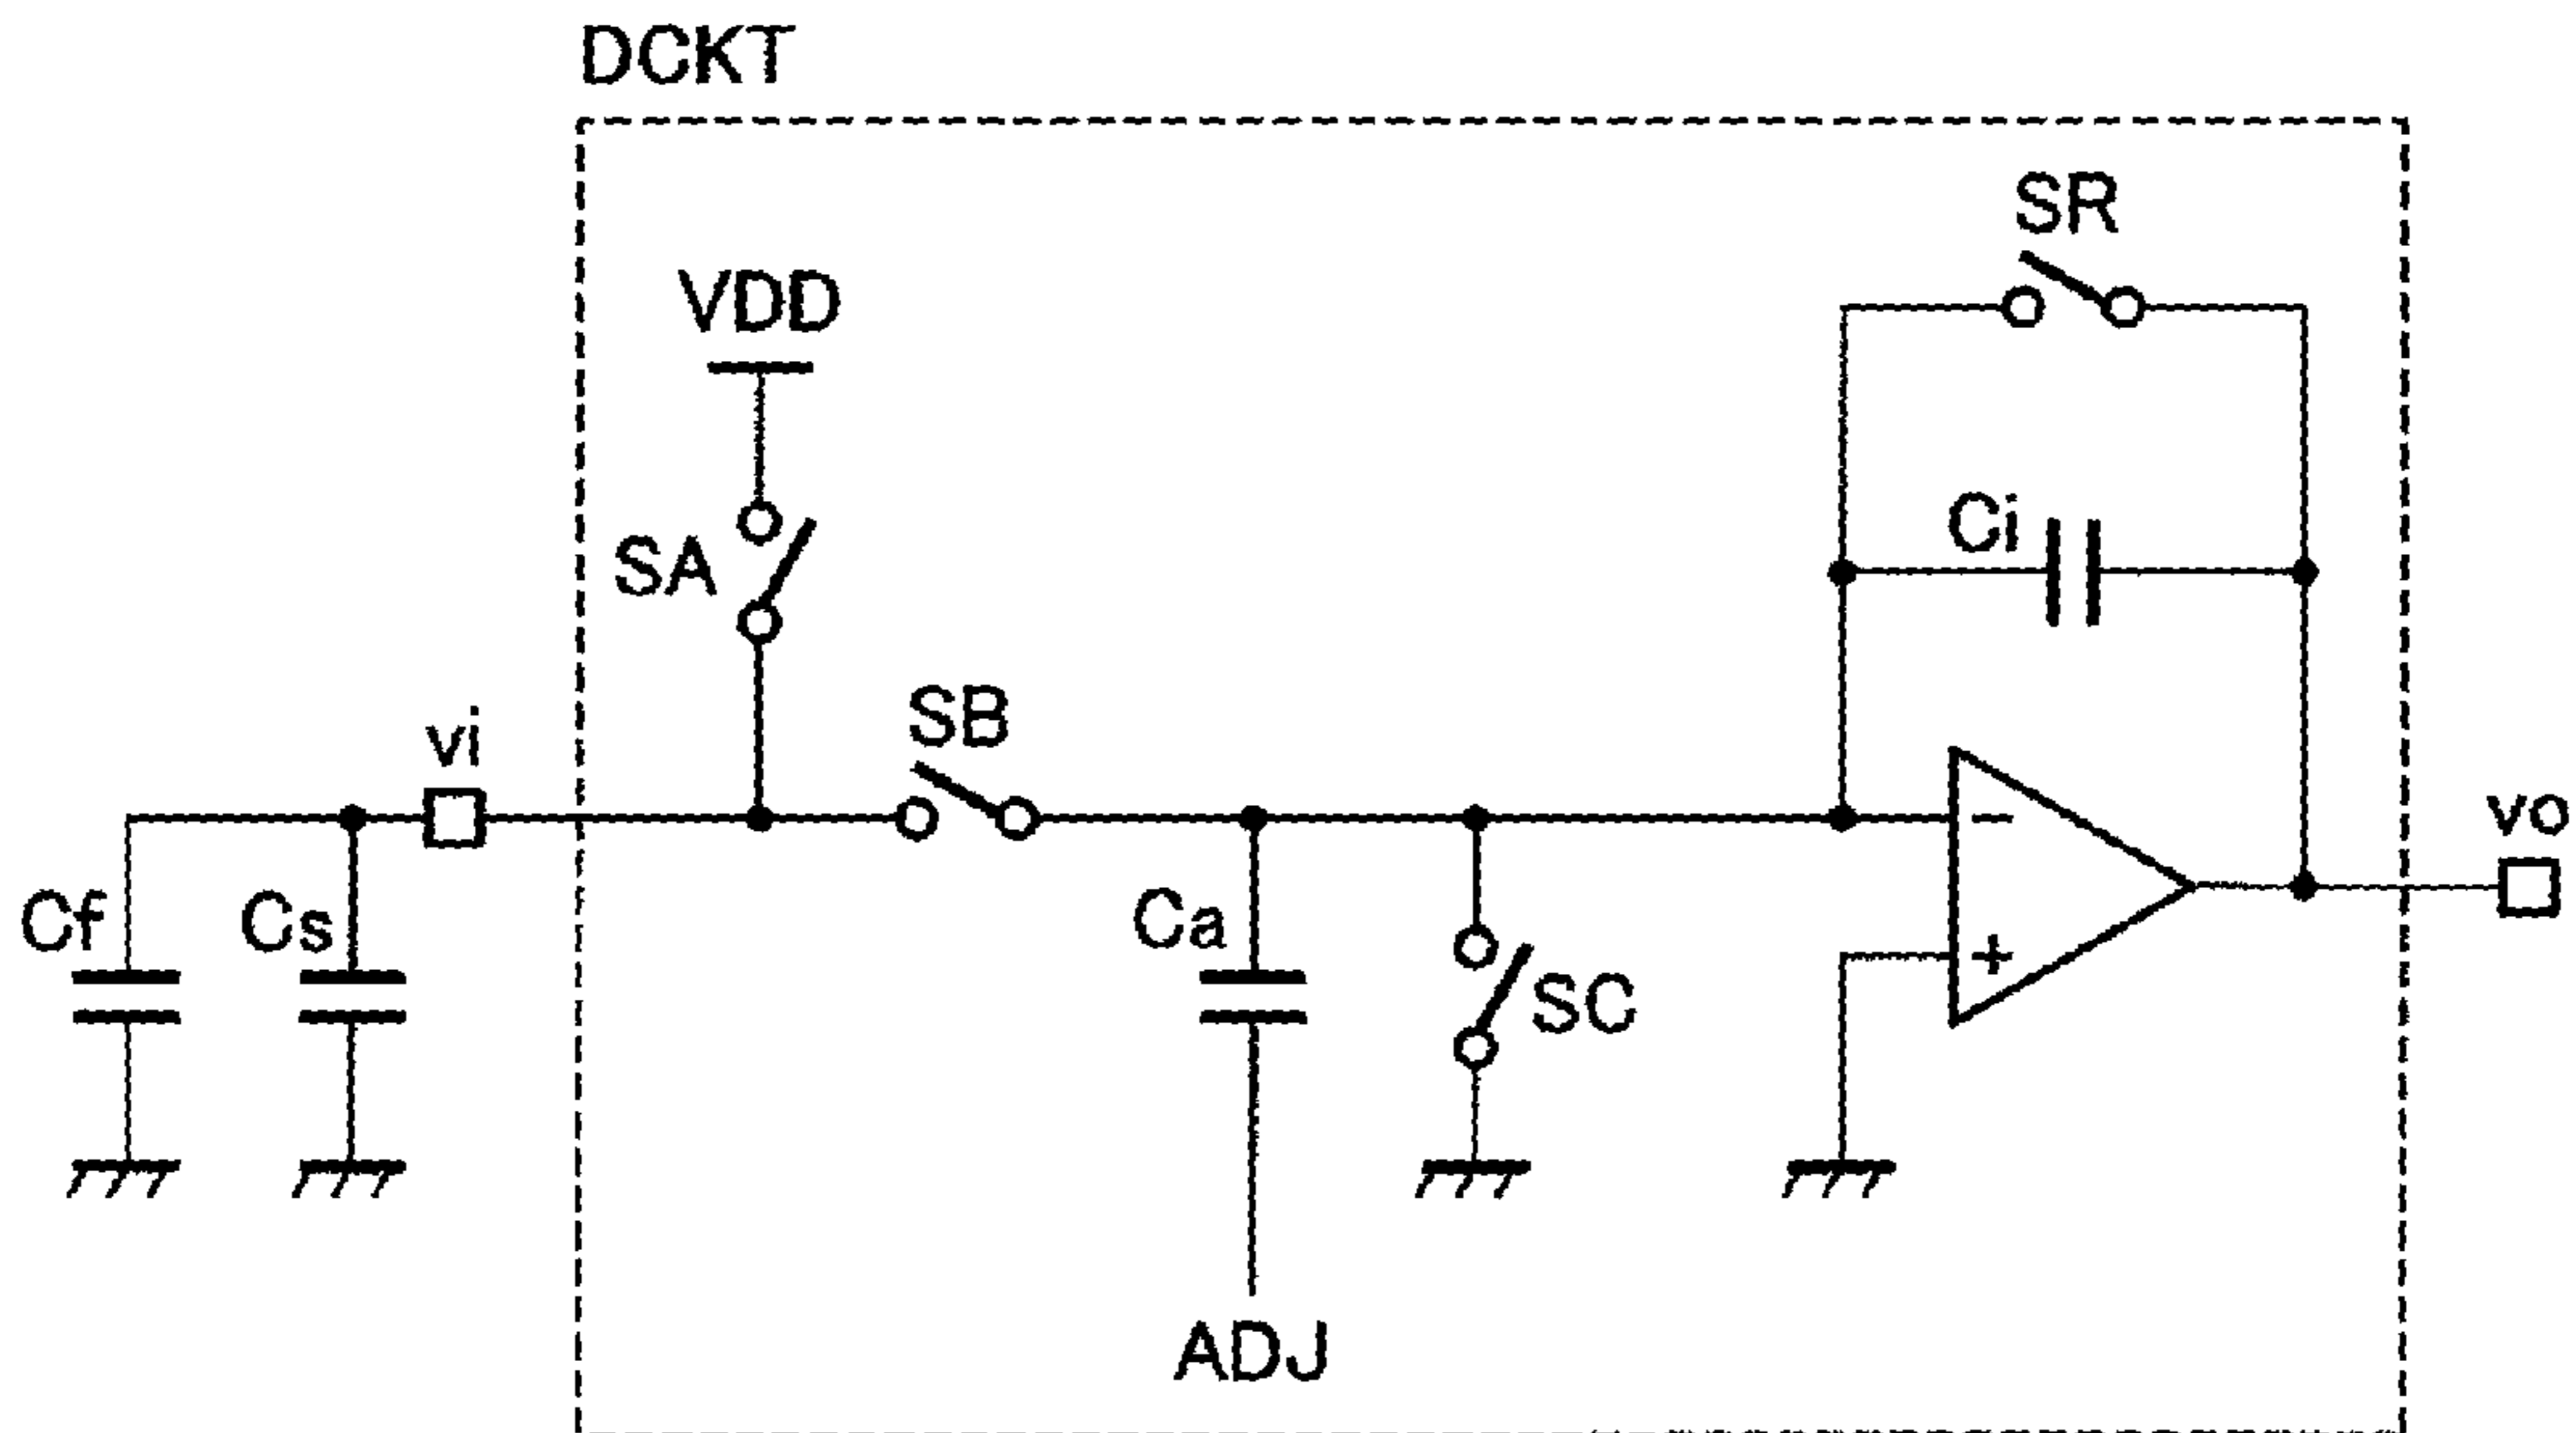 DCKT
SR
VDD
Ci
SA
SB
vi
vo
−
Cf
Cs
Ca
+
SC
ADJ